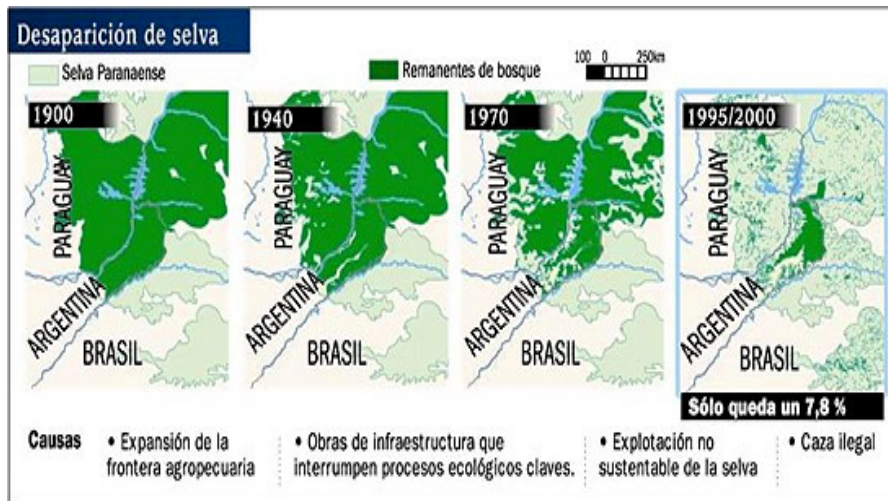 Desaparición de selva
Selva Paranaense
Remanentes de bosque
100 0 250km
1900
PARAGUAY
ARGENTINA
BRASIL
1940
PARAGUAY
ARGENTINA
BRASIL
1970
PARAGUAY
ARGENTINA
BRASIL
1995/2000
PARAGUAY
ARGENTINA
BRASIL
Sólo queda un 7,8 %
Causas
• Expansión de la
frontera agropecuaria
• Obras de infraestructura que
interrumpen procesos ecológicos claves.
• Explotación no
sustentable de la selva
• Caza ilegal